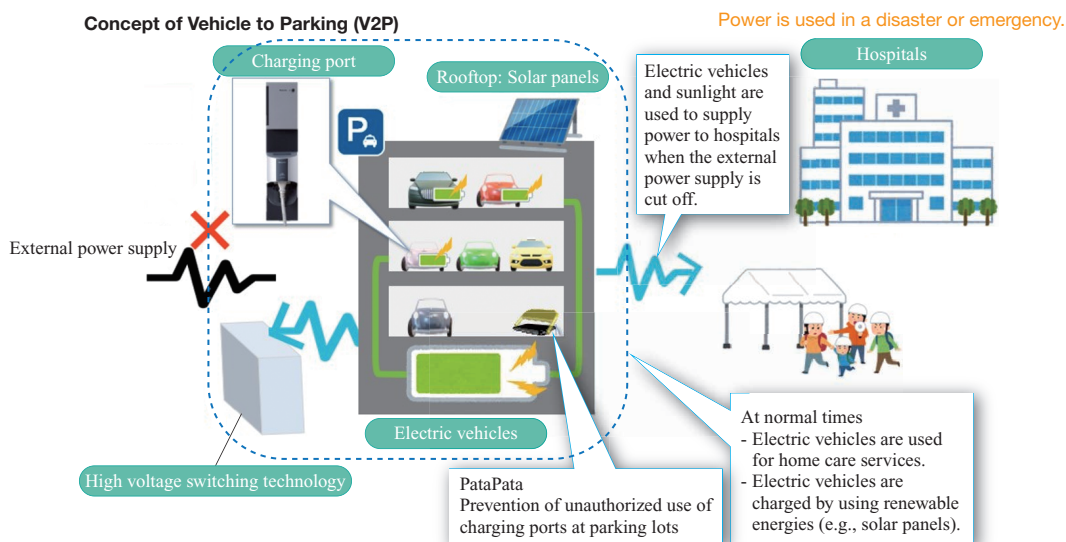 Concept of Vehicle to Parking (V2P)
Power is used in a disaster or emergency.
Charging port
Rooftop: Solar panels
Hospitals
P
Electric vehicles
and sunlight are
used to supply
power to hospitals
when the external
power supply is
cut off.
External power supply
Electric vehicles
High voltage switching technology
PataPata
Prevention of unauthorized use of
charging ports at parking lots
At normal times
- Electric vehicles are used
for home care services.
- Electric vehicles are
charged by using renewable
energies (e.g., solar panels).